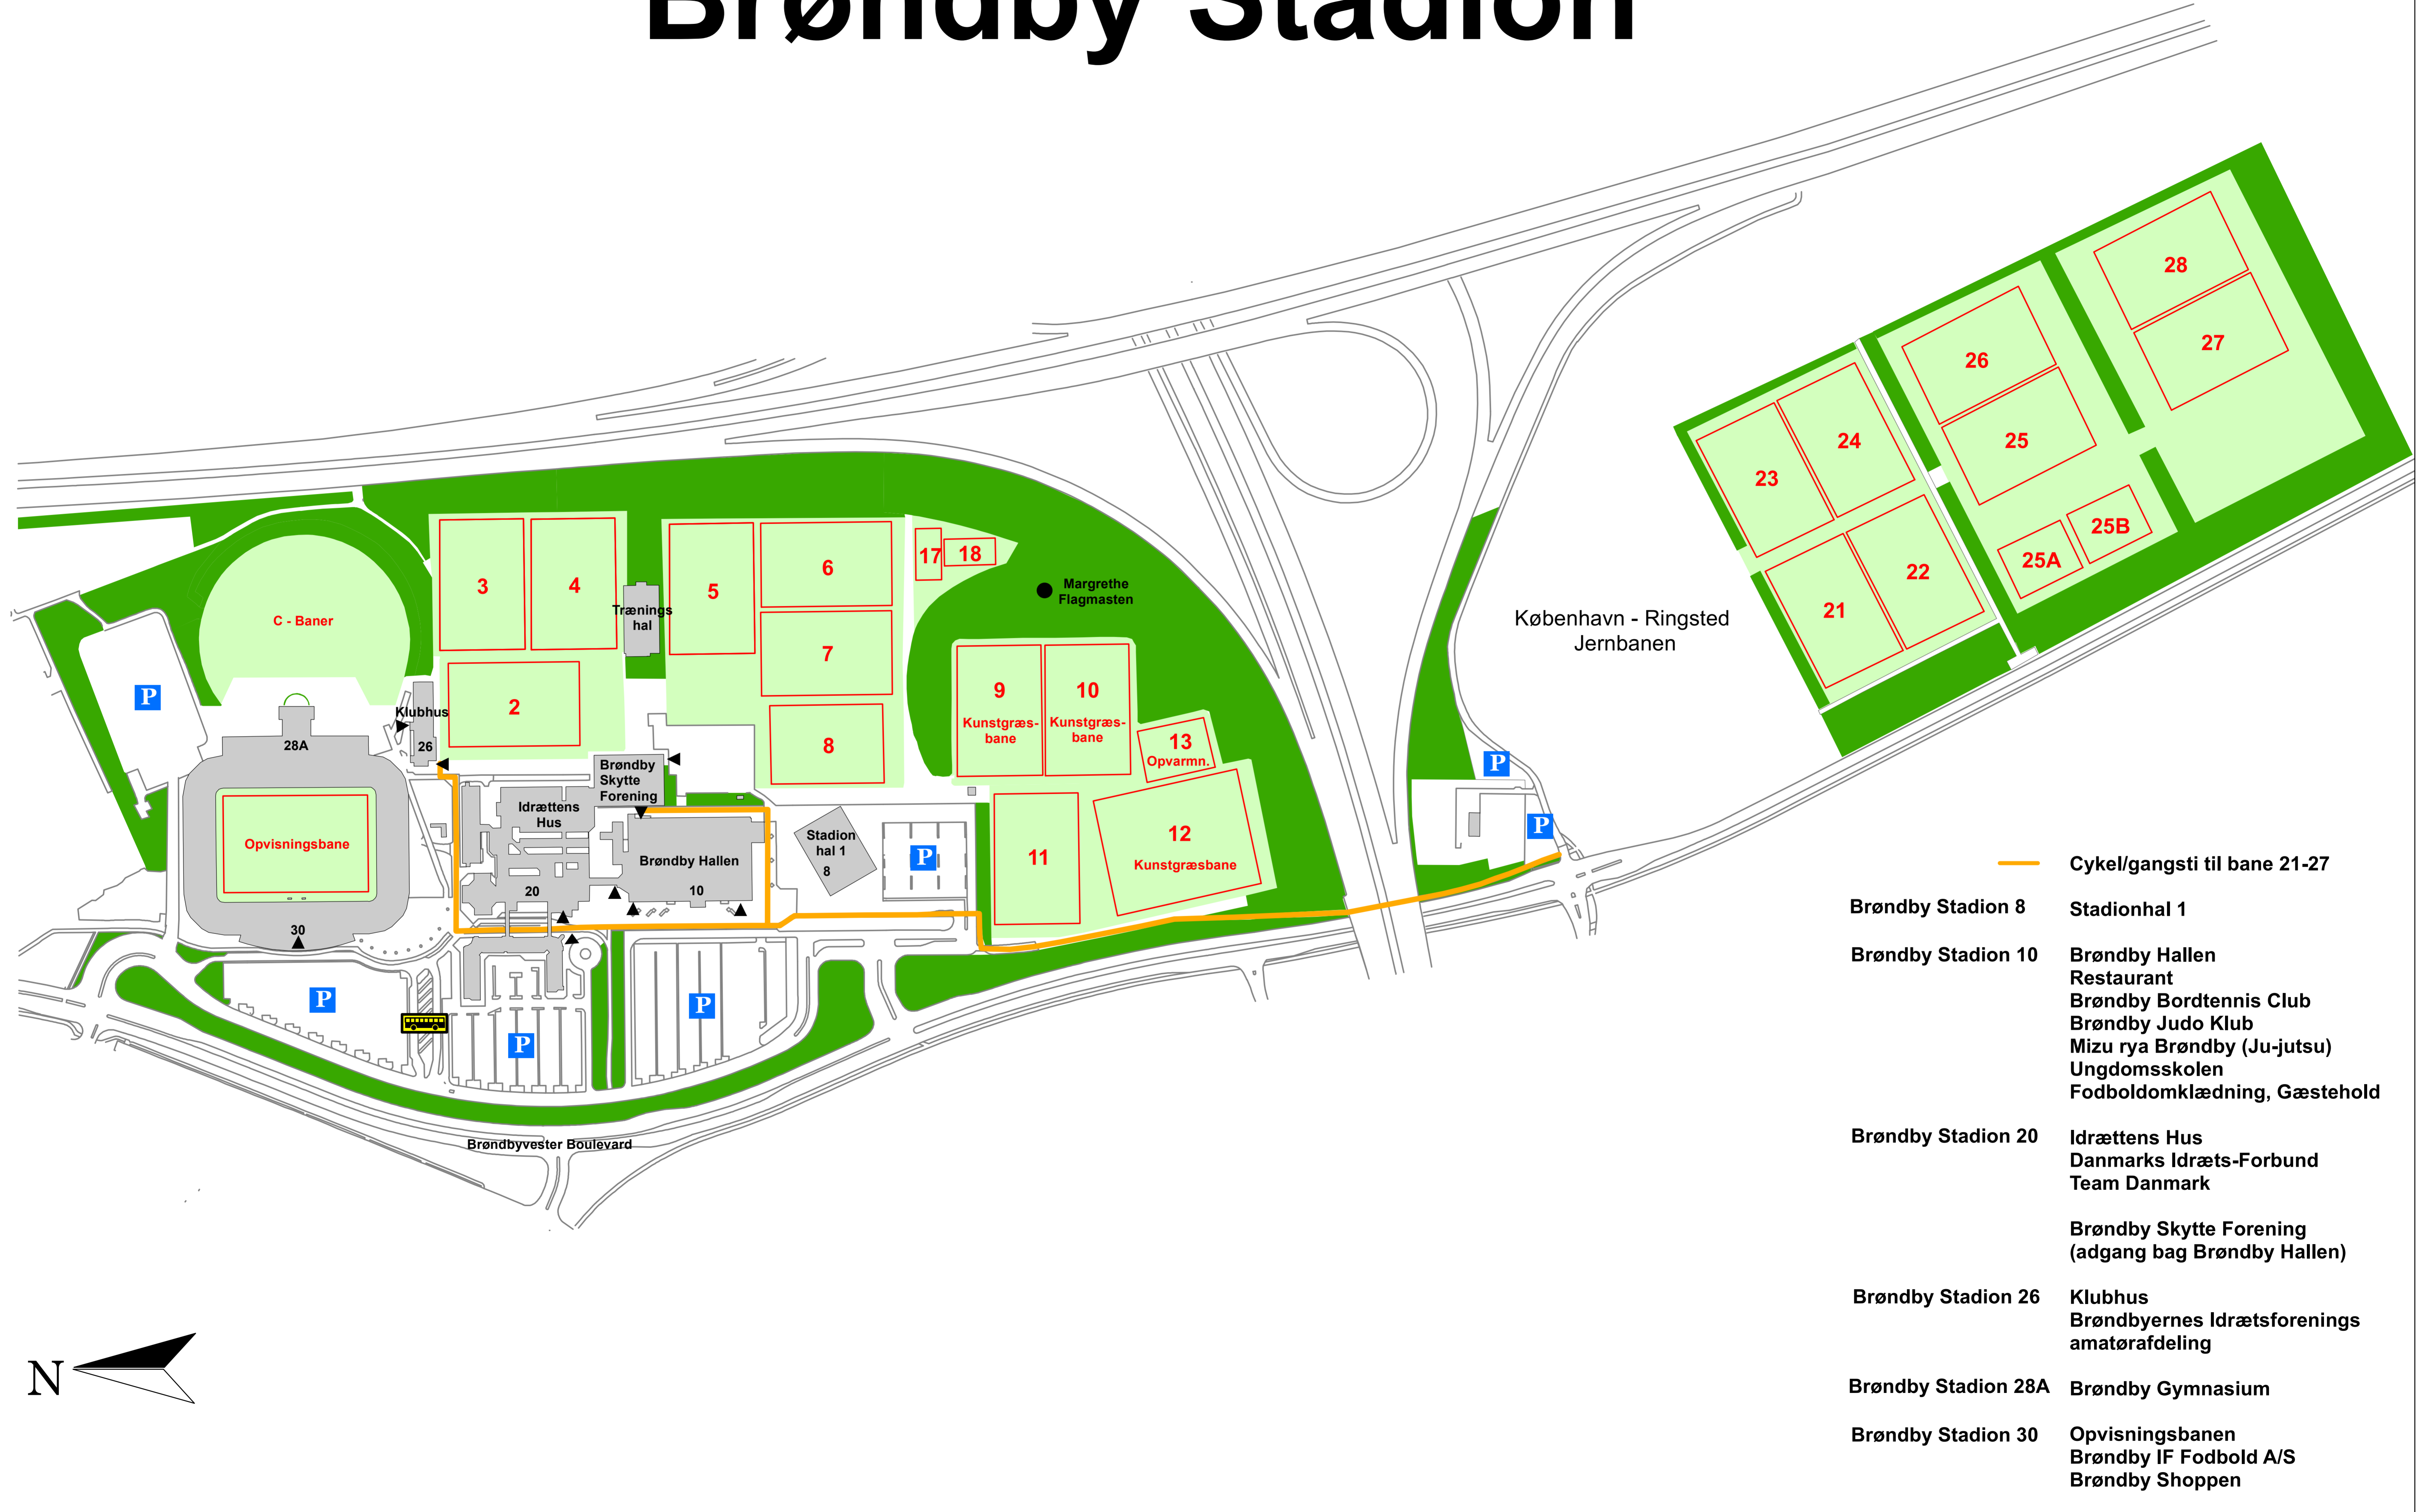 Brøndby Stadion
28
27
26
25
24
23
25B
25A
22
21
17
18
6
3
4
5
Trænings
hal
Margrethe
Flagmasten
København - Ringsted
Jernbanen
C - Baner
7
P
2
9
Kunstgræs-
bane
10
Kunstgræs-
bane
Klubhus
26
28A
8
13
Opvarmn.
P
Brøndby
Skytte
Forening
Idrættens
Hus
Opvisningsbane
Stadion
hal 1
8
P
11
12
Kunstgræsbane
P
Brøndby Hallen
20
10
30
P
P
P
Brøndbyvester Boulevard
N
Cykel/gangsti til bane 21-27
Brøndby Stadion 8
Stadionhal 1
Brøndby Stadion 10
Brøndby Hallen
Restaurant
Brøndby Bordtennis Club
Brøndby Judo Klub
Mizu rya Brøndby (Ju-jutsu)
Ungdomsskolen
Fodboldomklædning, Gæstehold
Brøndby Stadion 20
Idrættens Hus
Danmarks Idræts-Forbund
Team Danmark
Brøndby Skytte Forening
(adgang bag Brøndby Hallen)
Brøndby Stadion 26
Klubhus
Brøndbyernes Idrætsforenings
amatørafdeling
Brøndby Stadion 28A
Brøndby Gymnasium
Brøndby Stadion 30
Opvisningsbanen
Brøndby IF Fodbold A/S
Brøndby Shoppen